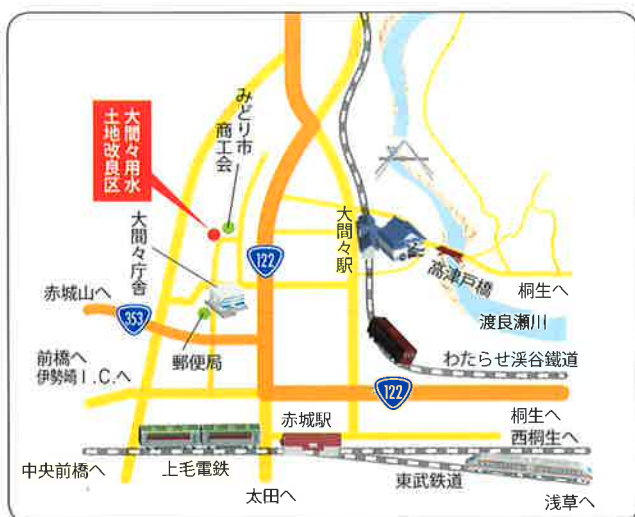 みどり市
商工会
大間々用水
土地改良区
大間々駅
大間々庁舎
122
高津戸橋
赤城山へ
桐生へ
353
渡良瀬川
前橋へ
伊勢崎I.C.へ
郵便局
わたらせ渓谷鐵道
122
赤城駅
桐生へ
西桐生へ
中央前橋へ
上毛電鉄
東武鉄道
太田へ
浅草へ